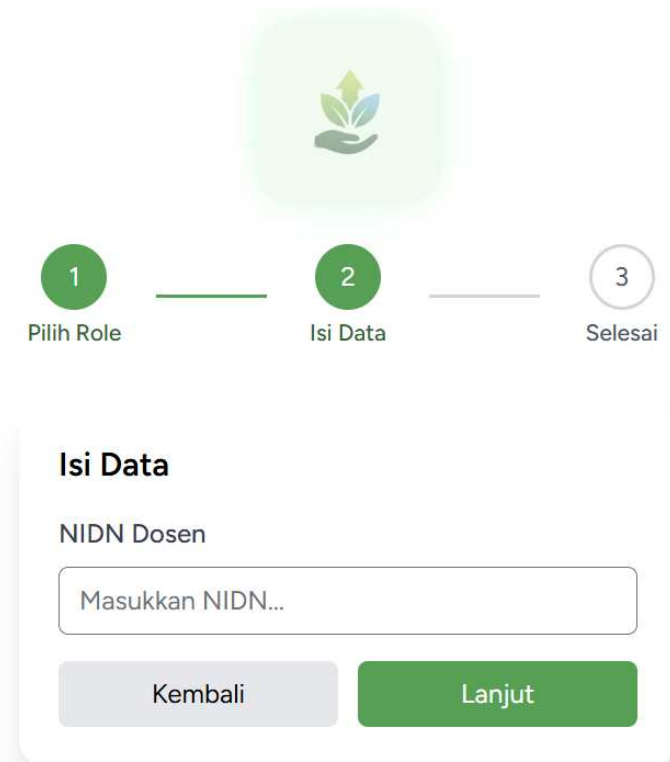 1
2
3
Pilih Role
Isi Data
Selesai
Isi Data
NIDN Dosen
Masukkan NIDN...
Kembali
Lanjut